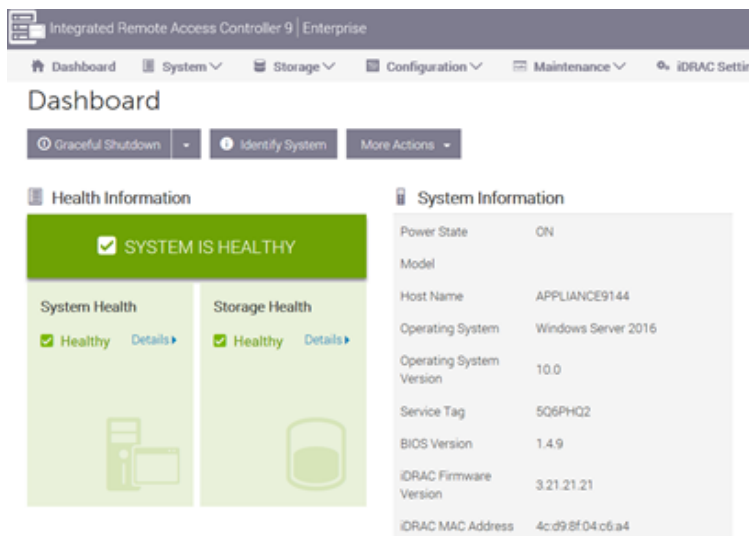 Integrated Remote Access Controller 9 | Enterprise
Dashboard System Storage Configuration Maintenance iDRAC Settin
Dashboard
Graceful Shutdown Identify System More Actions
Health Information
SYSTEM IS HEALTHY
System Health
Healthy Details
Storage Health
Healthy Details
System Information
Power State ON
Model
Host Name APPLIANCE9144
Operating System Windows Server 2016
Operating System
Version 10.0
Service Tag 5Q6PHQ2
BIOS Version 1.4.9
iDRAC Firmware
Version 3.21.21.21
iDRAC MAC Address 4c:d9:8f:04:c6:a4